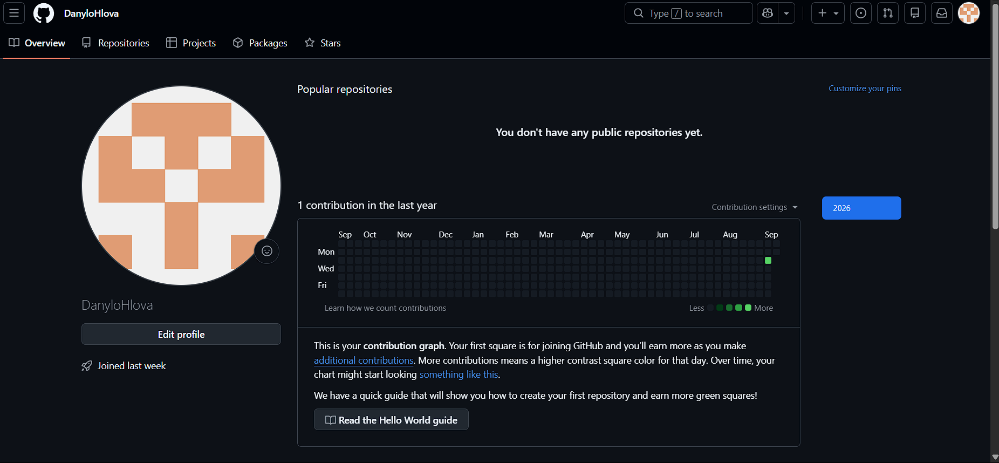 DanyloHlova
Type / to search
Overview
Repositories
Projects
Packages
Stars
Popular repositories
Customize your pins
You don't have any public repositories yet.
1 contribution in the last year
Contribution settings
2026
Sep Oct Nov Dec Jan Feb Mar Apr May Jun Jul Aug Sep
Mon
Wed
Fri
Learn how we count contributions
Less
More
DanyloHlova
Edit profile
Joined last week
This is your contribution graph. Your first square is for joining GitHub and you’ll earn more as you make
additional contributions. More contributions means a higher contrast square color for that day. Over time, your
chart might start looking something like this.
We have a quick guide that will show you how to create your first repository and earn more green squares!
Read the Hello World guide